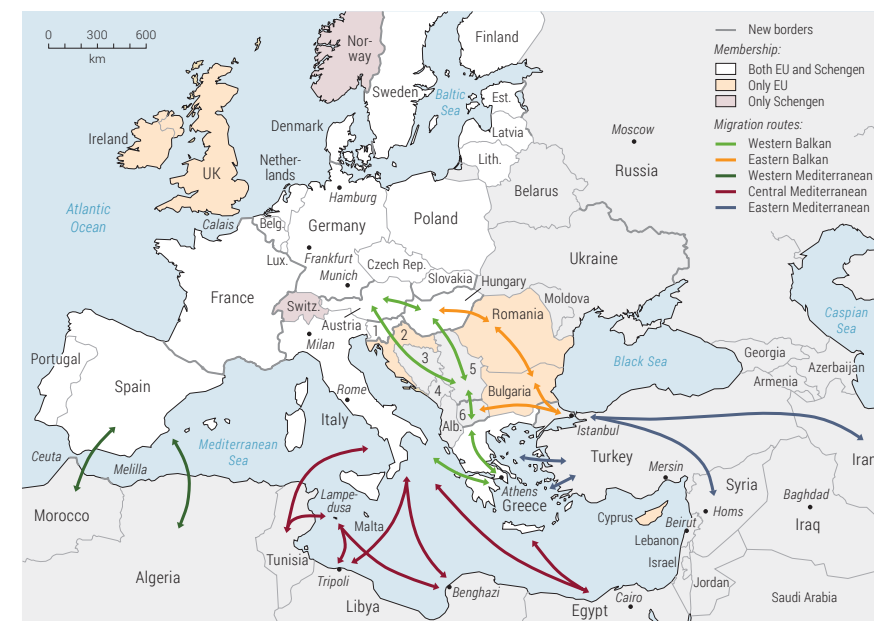 0 300 600
km
New borders
Membership:
Both EU and Schengen
Only EU
Only Schengen
Migration routes:
Western Balkan
Eastern Balkan
Western Mediterranean
Central Mediterranean
Eastern Mediterranean
Nor-
way
Finland
Sweden
Baltic
Sea
Est.
Latvia
Lith.
Moscow
Russia
Denmark
Ireland
UK
Nether-
lands
Hamburg
Belarus
Atlantic
Ocean
Calais
Belg.
Germany
Poland
Lux.
Frankfurt
Munich
Czech Rep.
Slovakia
Ukraine
Hungary
France
Switz.
Austria
Moldova
Romania
Caspian
Sea
Milan
1
2
3
4
5
6
Portugal
Spain
Black Sea
Georgia
Armenia
Azerbaijan
Rome
Italy
Bulgaria
Alb.
Istanbul
Mediterranean
Sea
Ceuta
Melilla
Turkey
Iran
Mersin
Syria
Athens
Greece
Lampe-
dusa
Malta
Cyprus
Beirut
Homs
Baghdad
Iraq
Lebanon
Israel
Morocco
Algeria
Tunisia
Tripoli
Libya
Benghazi
Egypt
Cairo
Jordan
Saudi Arabia